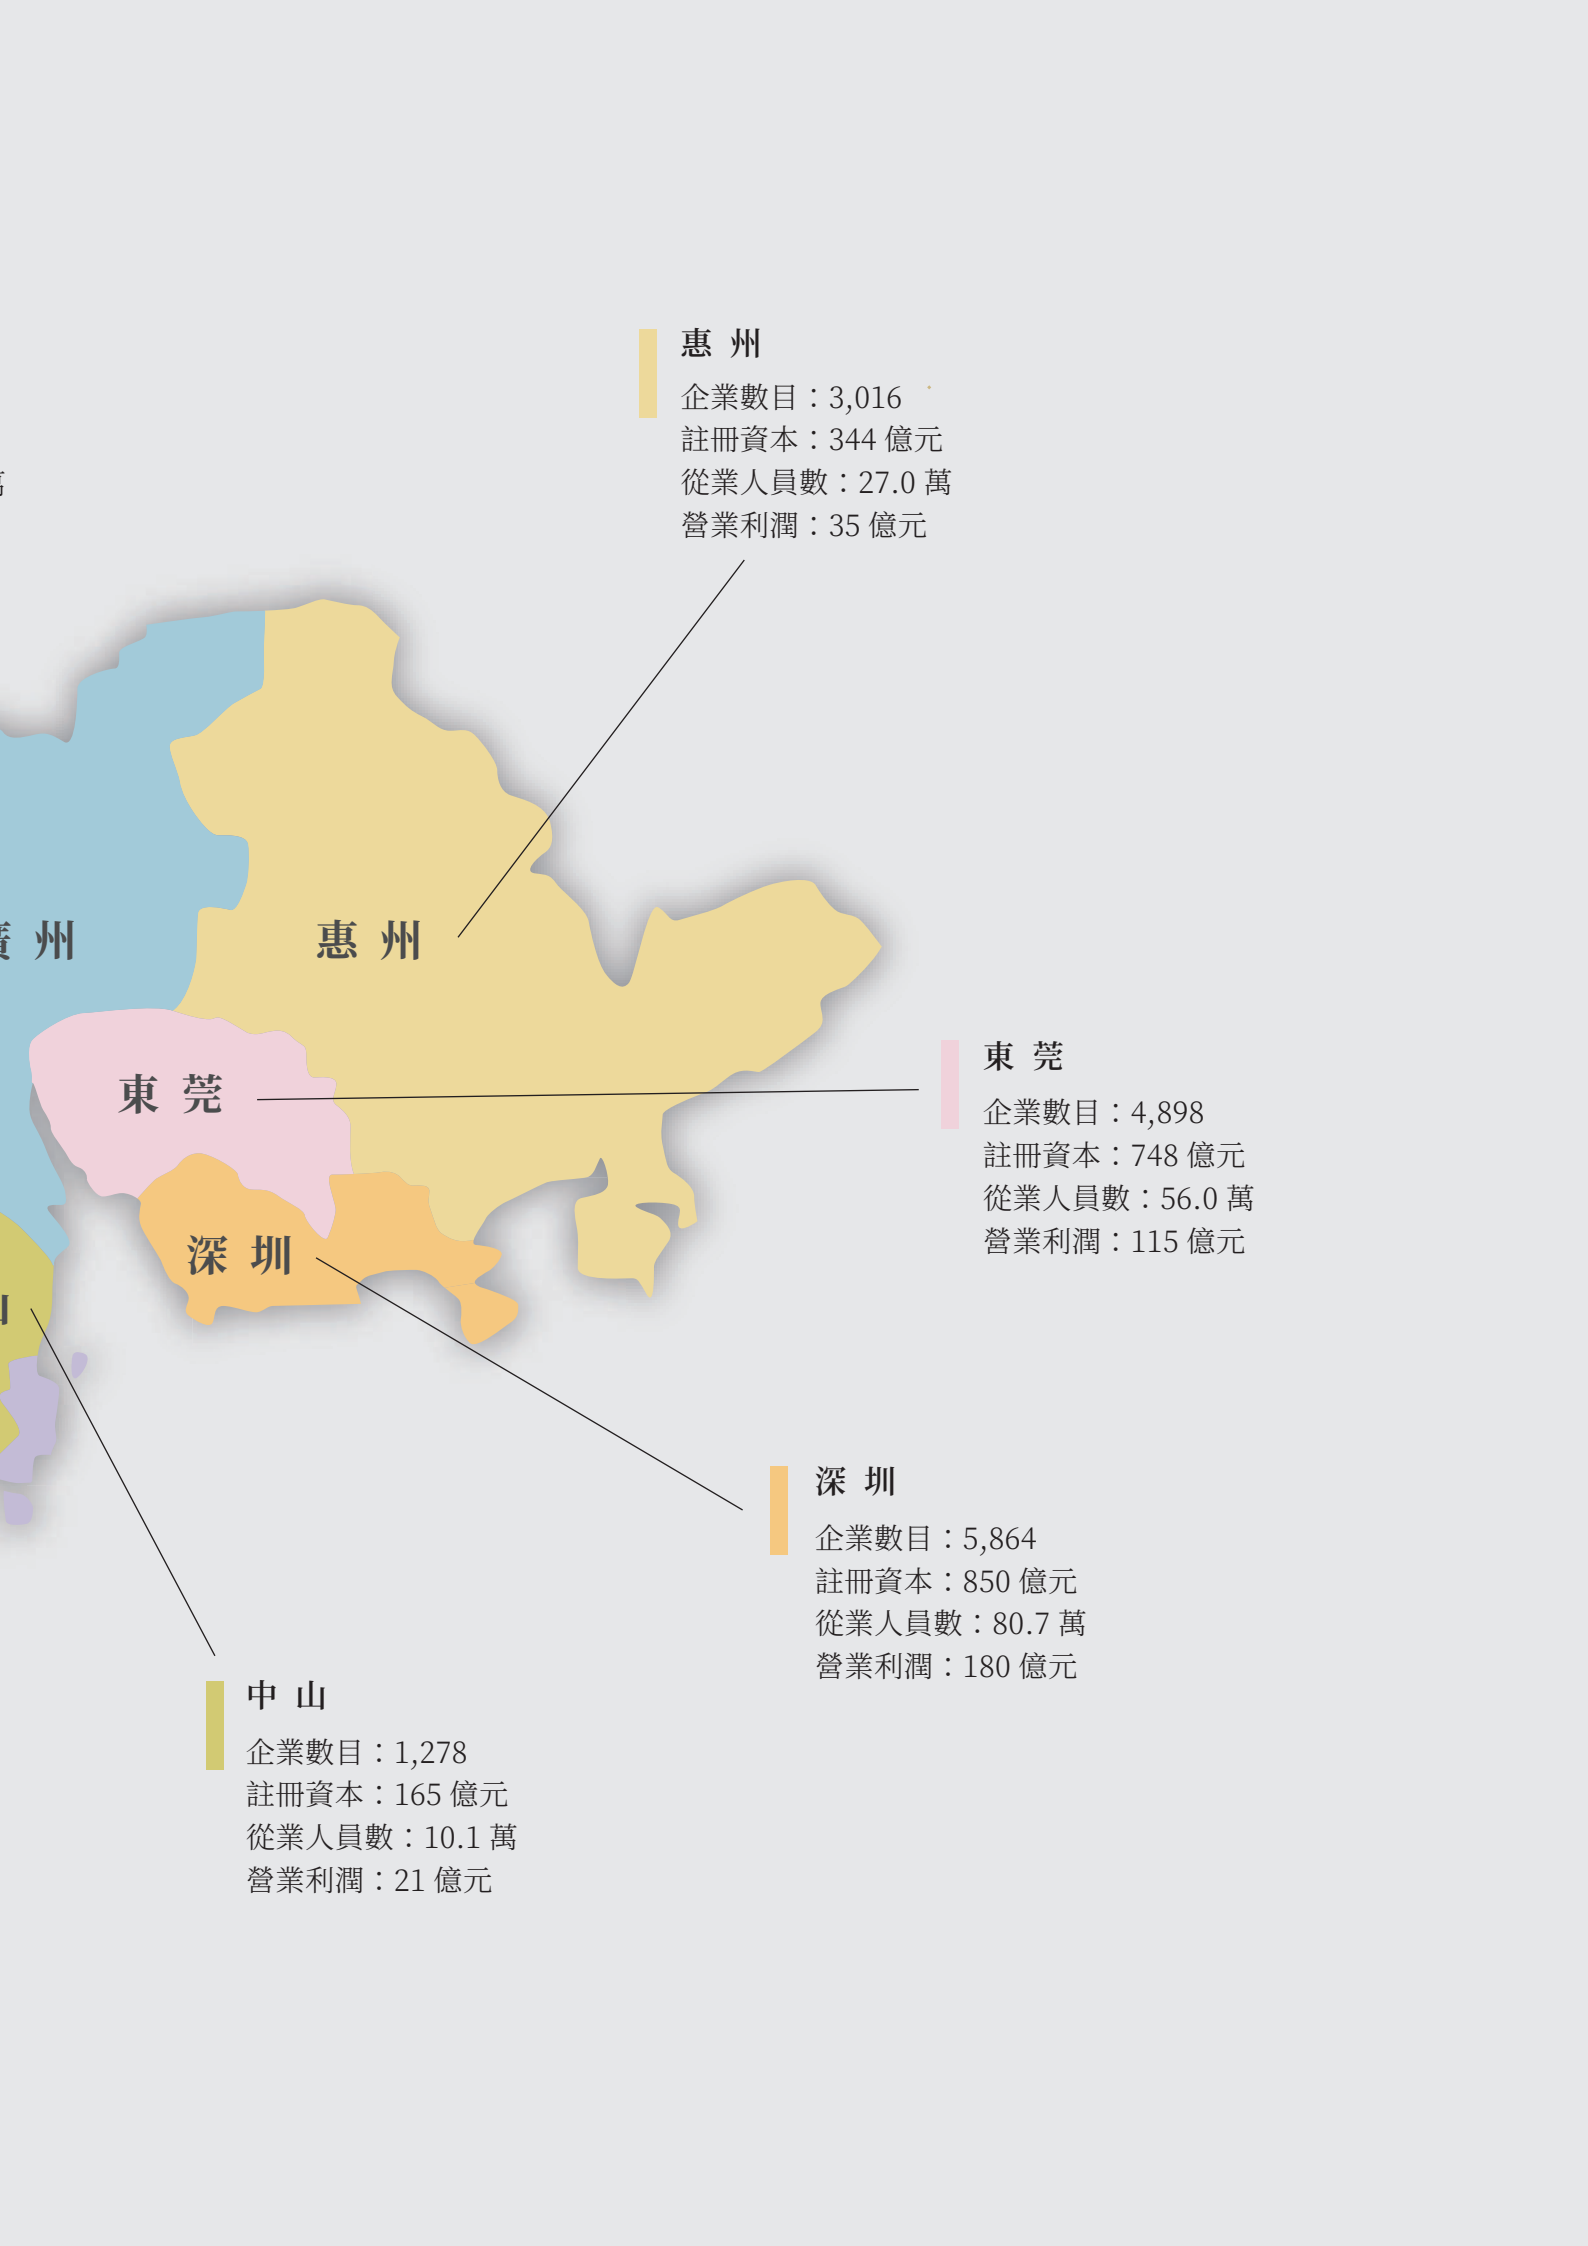 惠州
企業數目：3,016
註冊資本：344 億元
從業人員數：27.0 萬
營業利潤：35 億元
萬
州
惠州
東莞
企業數目：4,898
註冊資本：748 億元
從業人員數：56.0 萬
營業利潤：115 億元
東莞
深圳
深圳
企業數目：5,864
註冊資本：850 億元
從業人員數：80.7 萬
營業利潤：180 億元
中山
企業數目：1,278
註冊資本：165 億元
從業人員數：10.1 萬
營業利潤：21 億元